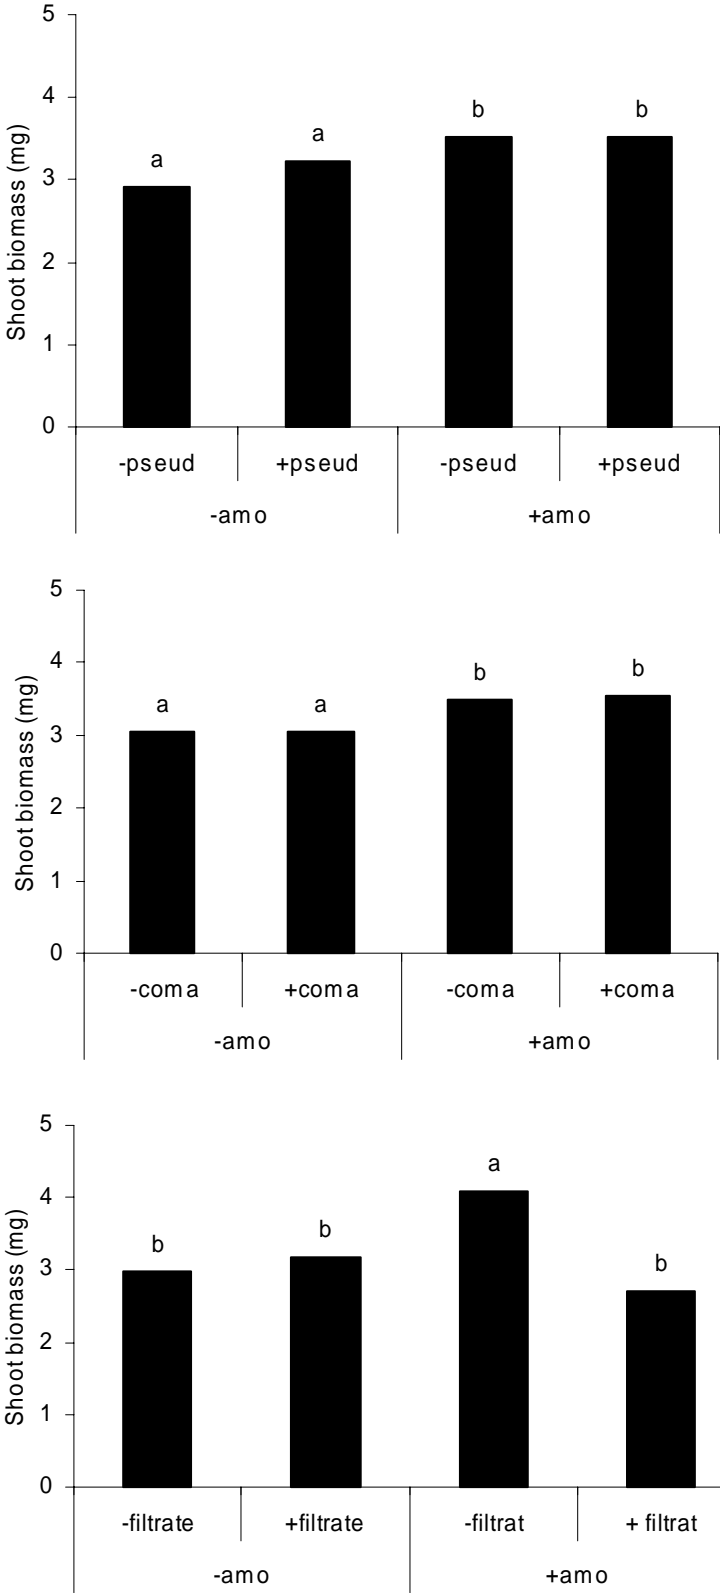 5
b
b
4
a
a
3
2
1
0
Shoot biomass (mg)
-pseud +pseud -pseud +pseud
-amo +amo
5
b
b
4
a a
3
2
1
0
Shoot biomass (mg)
-coma +coma -coma +coma
-amo +amo
5
a
4
b
b
b
3
2
1
0
Shoot biomass (mg)
-filtrate +filtrate -filtrat + filtrat
-amo +amo